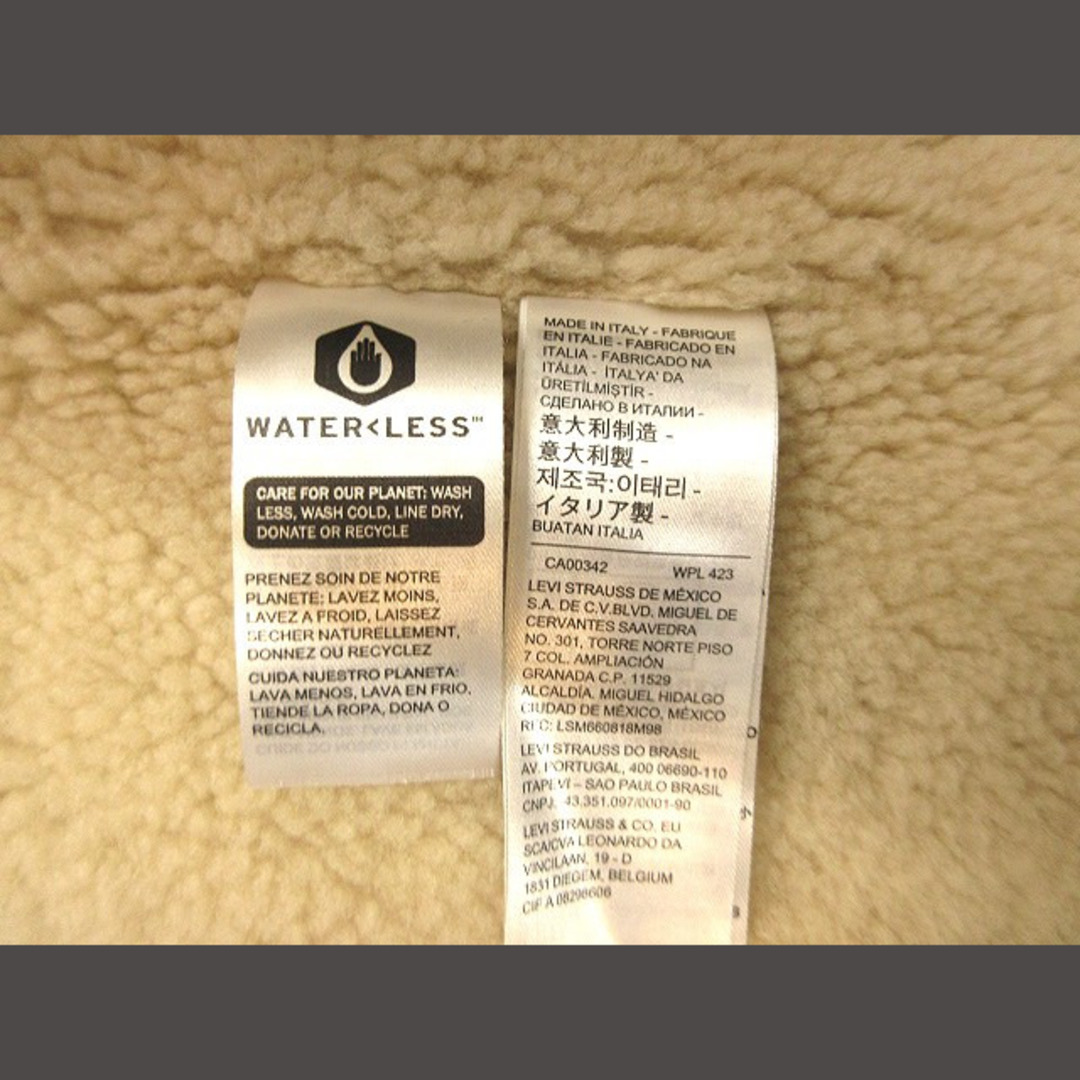 WATER<LESS™
CARE FOR OUR PLANET: WASH
LESS, WASH COLD, LINE DRY,
DONATE OR RECYCLE
PRENEZ SOIN DE NOTRE
PLANETE: LAVEZ MOINS,
LAVEZ A FROID, LAISSEZ
SECHER NATURELLEMENT,
DONNEZ OU RECYCLEZ
CUIDA NUESTRO PLANETA:
LAVA MENOS, LAVA EN FRIO,
TIENDE LA ROPA, DONA O
RECICLA.
MADE IN ITALY - FABRIQUE
EN ITALIE - FABRICADO EN
ITALIA - FABRICADO NA
ITÁLIA - İTALYA' DA
ÜRETİLMİŞTİR -
СДЕЛАНО В ИТАЛИИ -
意大利制造 -
意大利製 -
제조국:이태리 -
イタリア製 -
BUATAN ITALIA
CA00342 WPL 423
LEVI STRAUSS DE MÉXICO
S.A. DE C.V.BLVD. MIGUEL DE
CERVANTES SAAVEDRA
NO. 301, TORRE NORTE PISO
7 COL. AMPLIACIÓN
GRANADA C.P. 11529
ALCALDÍA. MIGUEL HIDALGO
CIUDAD DE MÉXICO, MÉXICO
RFC: LSM660818M98
LEVI STRAUSS DO BRASIL
AV. PORTUGAL, 400 06690-110
ITAPEVI – SAO PAULO BRASIL
CNPJ. 43.351.097/0001-90
LEVI STRAUSS & CO. EU
SCA/CVA LEONARDO DA
VINCILAAN, 19 - D
1831 DIEGEM, BELGIUM
CIF A 08298606